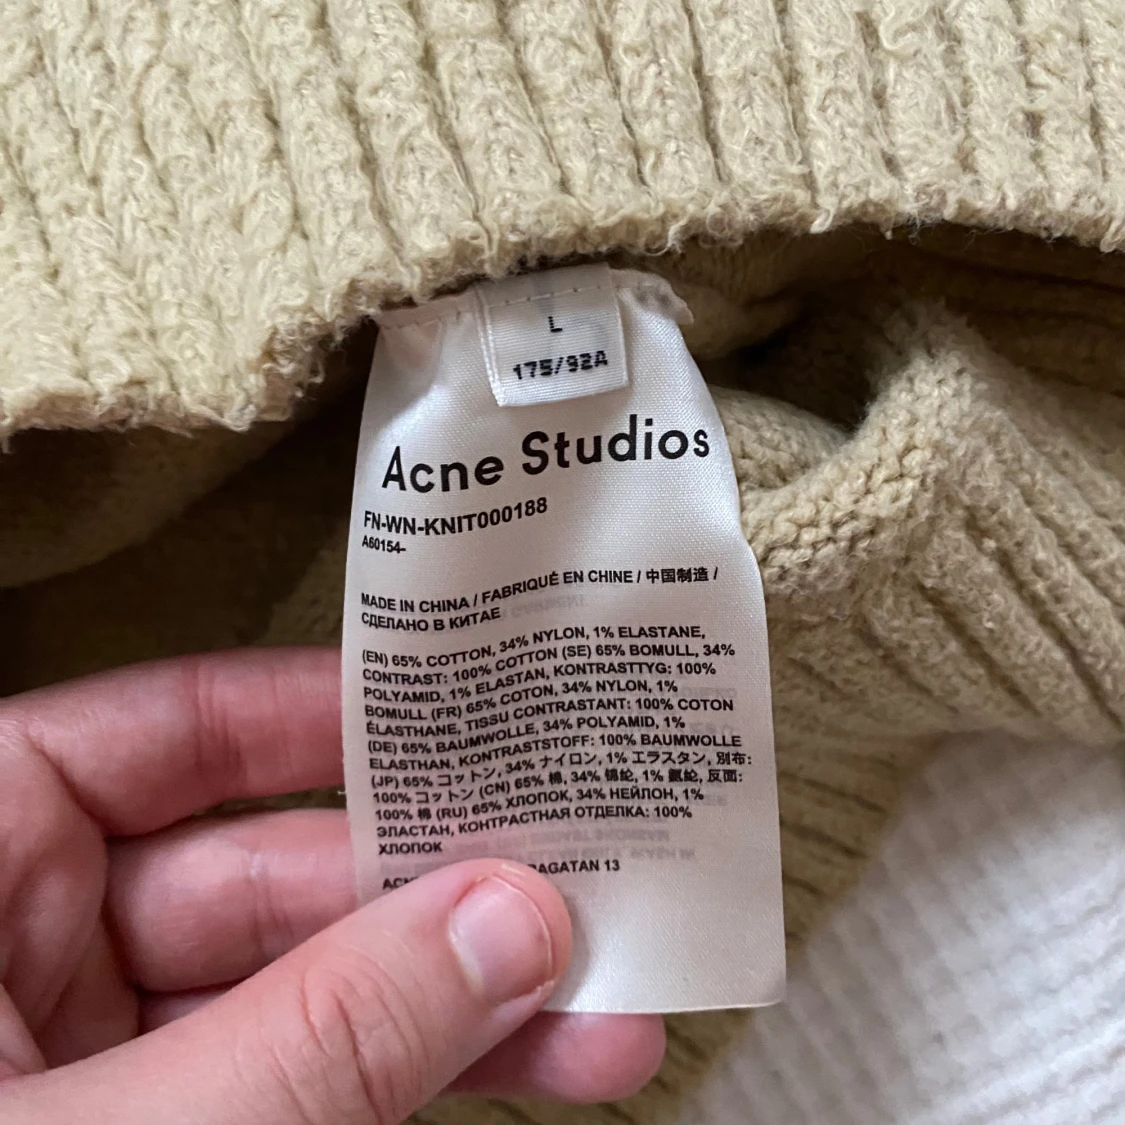 L
175/92A
Acne Studios
FN-WN-KNIT000188
A60154-
MADE IN CHINA / FABRIQUÉ EN CHINE / 中国制造 /
СДЕЛАНО В КИТАЕ
(EN) 65% COTTON, 34% NYLON, 1% ELASTANE,
CONTRAST: 100% COTTON (SE) 65% BOMULL, 34%
POLYAMID, 1% ELASTAN, KONTRASTTYG: 100%
BOMULL (FR) 65% COTON, 34% NYLON, 1%
ÉLASTHANE, TISSU CONTRASTANT: 100% COTON
(DE) 65% BAUMWOLLE, 34% POLYAMID, 1%
ELASTHAN, KONTRASTSTOFF: 100% BAUMWOLLE
(JP) 65% コットン, 34% ナイロン, 1% エラスタン, 別布:
100% コットン (CN) 65% 棉, 34% 锦纶, 1% 氨纶, 反面:
100% 棉 (RU) 65% ХЛОПОК, 34% НЕЙЛОН, 1%
ЭЛАСТАН, КОНТРАСТНАЯ ОТДЕЛКА: 100%
ХЛОПОК
13